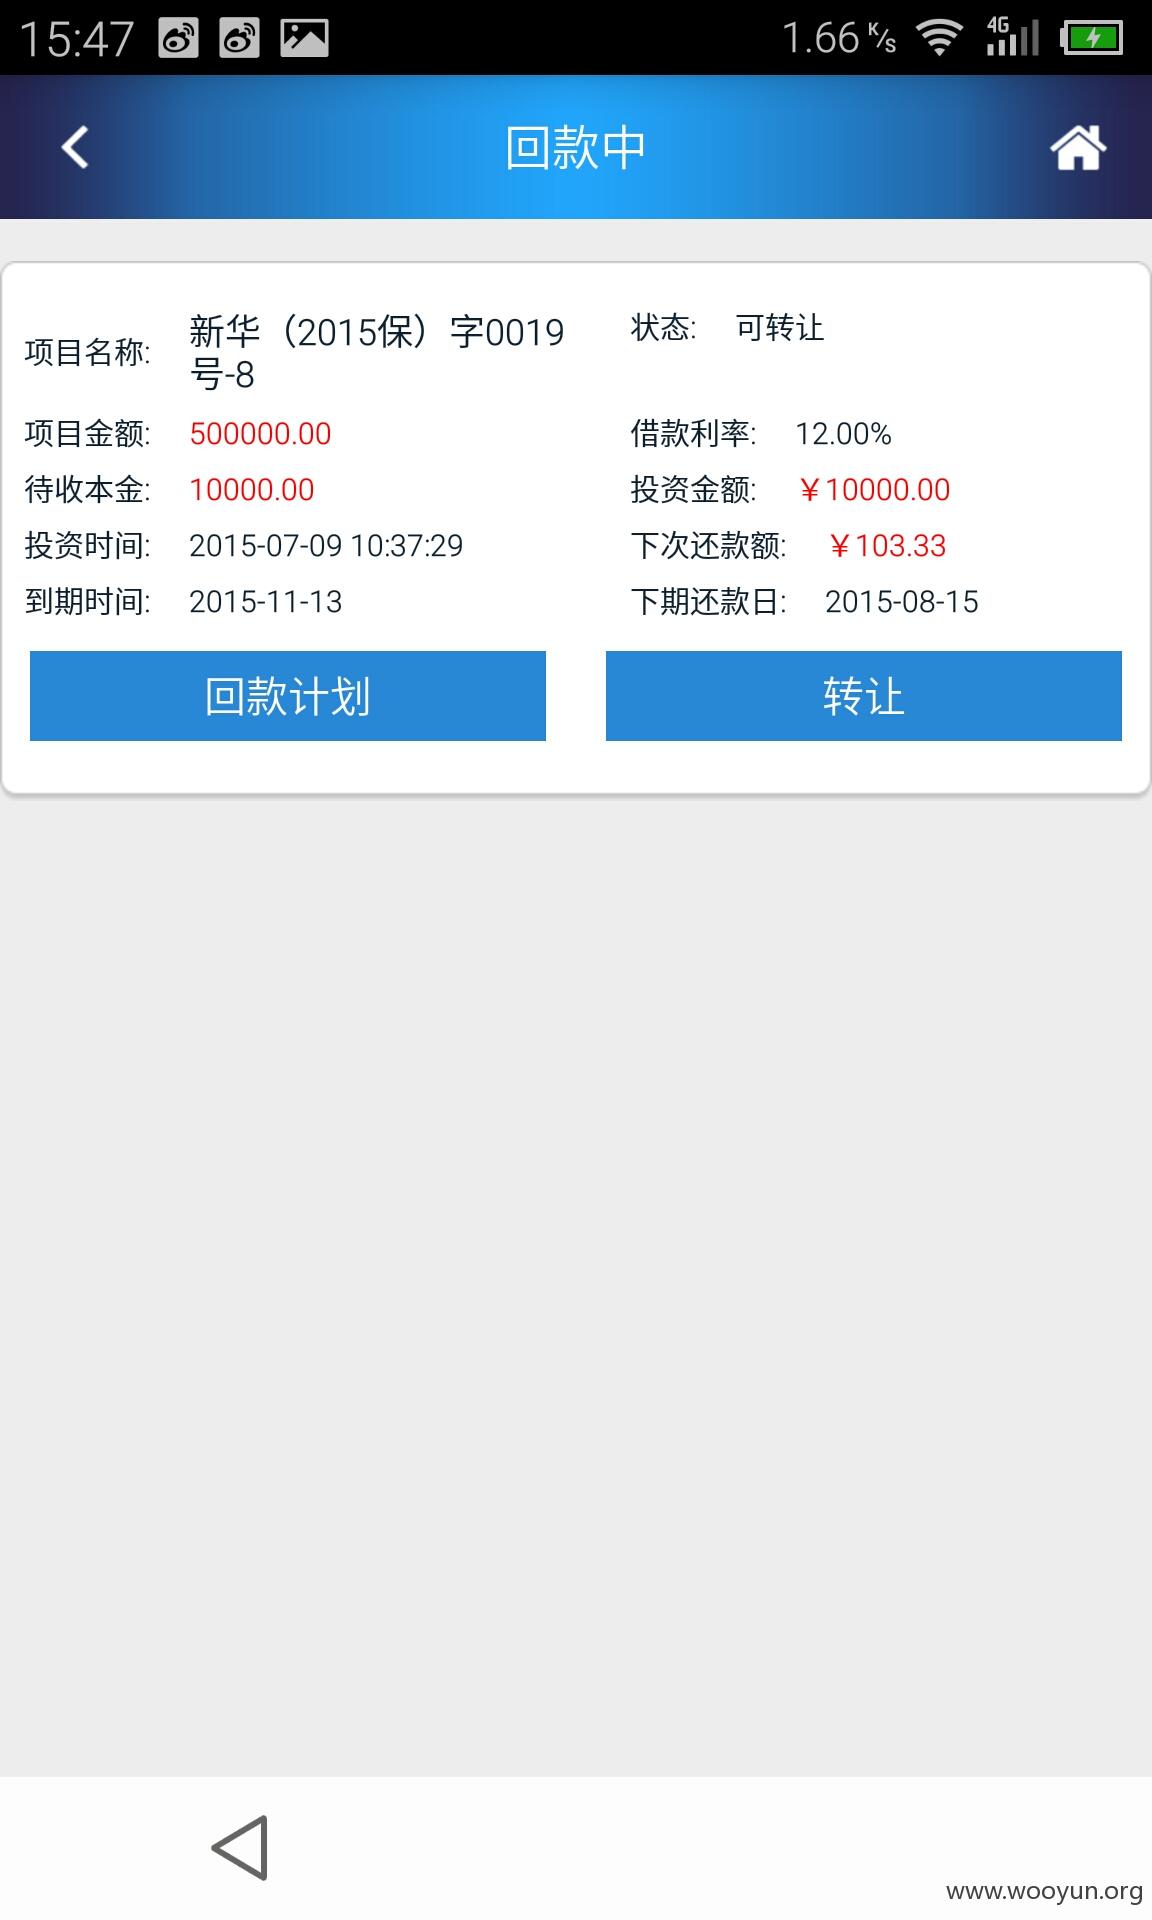 15:47 1.66 K/s 4G
回款中
项目名称: 新华（2015保）字0019号-8 状态: 可转让
项目金额: 500000.00 借款利率: 12.00%
待收本金: 10000.00 投资金额: ￥10000.00
投资时间: 2015-07-09 10:37:29 下次还款额: ￥103.33
到期时间: 2015-11-13 下期还款日: 2015-08-15
回款计划 转让
www.wooyun.org